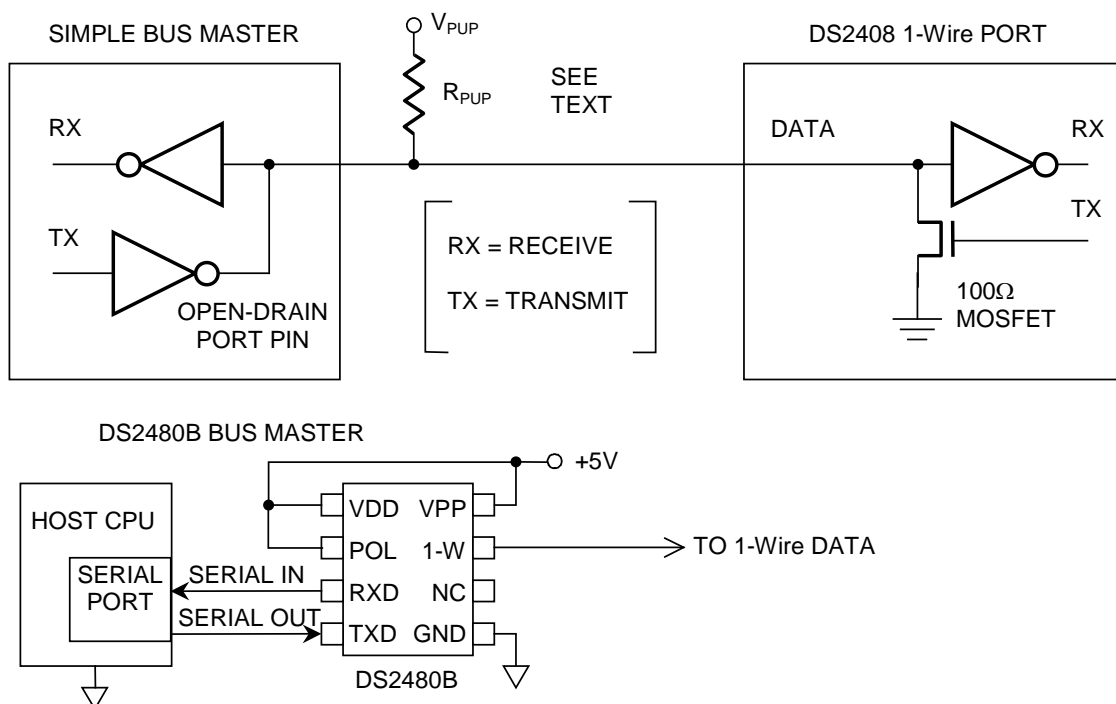 SIMPLE BUS MASTER
V_PUP
DS2408 1-Wire PORT
R_PUP
SEE
TEXT
RX
DATA
RX
TX
TX
RX = RECEIVE
TX = TRANSMIT
OPEN-DRAIN
PORT PIN
100Ω
MOSFET
DS2480B BUS MASTER
+5V
HOST CPU
VDD
VPP
POL
1-W
TO 1-Wire DATA
SERIAL
PORT
SERIAL IN
RXD
NC
SERIAL OUT
TXD
GND
DS2480B